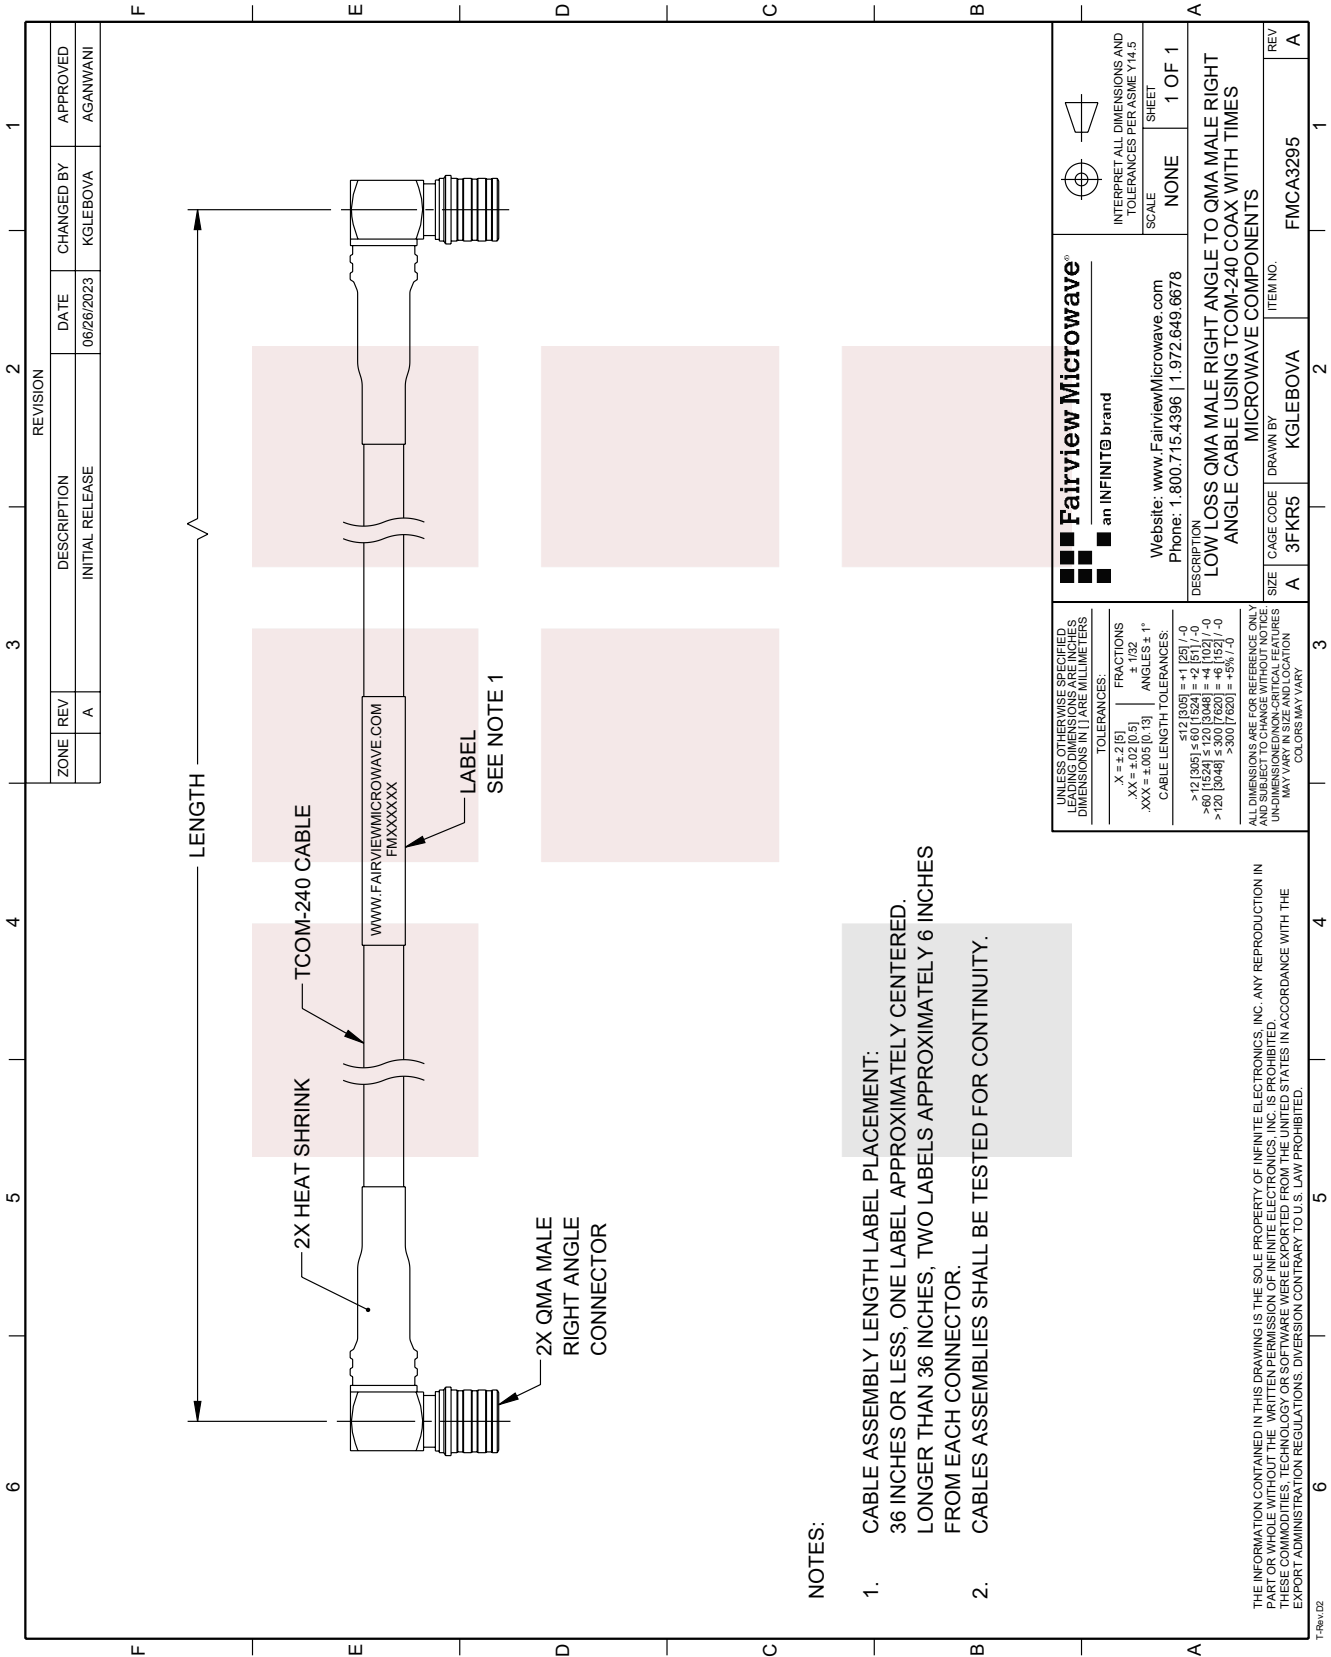 6
5
4
3
2
1
F
E
D
C
B
A
REVISION
ZONE REV DESCRIPTION DATE CHANGED BY APPROVED
A INITIAL RELEASE 06/26/2023 KGLEBOVA AGANWANI
LENGTH
2X HEAT SHRINK
TCOM-240 CABLE
WWW.FAIRVIEWMICROWAVE.COM
FMXXXXXX
LABEL
SEE NOTE 1
2X QMA MALE
RIGHT ANGLE
CONNECTOR
NOTES:
1. CABLE ASSEMBLY LENGTH LABEL PLACEMENT:
36 INCHES OR LESS, ONE LABEL APPROXIMATELY CENTERED.
LONGER THAN 36 INCHES, TWO LABELS APPROXIMATELY 6 INCHES
FROM EACH CONNECTOR.
2. CABLES ASSEMBLIES SHALL BE TESTED FOR CONTINUITY.
UNLESS OTHERWISE SPECIFIED
LEADING DIMENSIONS ARE INCHES
DIMENSIONS IN [ ] ARE MILLIMETERS
TOLERANCES:
.X = ±.2 [5]
.XX = ±.02 [0.5]
.XXX = ±.005 [0.13]
FRACTIONS
± 1/32
ANGLES ± 1°
CABLE LENGTH TOLERANCES:
≤12 [305] = +1 [25] / -0
>12 [305] ≤ 60 [1524] = +2 [51] / -0
>60 [1524] ≤ 120 [3048] = +4 [102] / -0
>120 [3048] ≤ 300 [7620] = +6 [152] / -0
>300 [7620] = +5% / -0
ALL DIMENSIONS ARE FOR REFERENCE ONLY
AND SUBJECT TO CHANGE WITHOUT NOTICE.
UN-DIMENSIONED/NON-CRITICAL FEATURES
MAY VARY IN SIZE AND LOCATION
COLORS MAY VARY
Fairview Microwave®
an INFINIT@ brand
Website: www.FairviewMicrowave.com
Phone: 1.800.715.4396 | 1.972.649.6678
INTERPRET ALL DIMENSIONS AND
TOLERANCES PER ASME Y14.5
SCALE
NONE
SHEET
1 OF 1
DESCRIPTION
LOW LOSS QMA MALE RIGHT ANGLE TO QMA MALE RIGHT
ANGLE CABLE USING TCOM-240 COAX WITH TIMES
MICROWAVE COMPONENTS
SIZE
A
CAGE CODE
3FKR5
DRAWN BY
KGLEBOVA
ITEM NO.
FMCA3295
REV
A
THE INFORMATION CONTAINED IN THIS DRAWING IS THE SOLE PROPERTY OF INFINITE ELECTRONICS, INC. ANY REPRODUCTION IN
PART OR WHOLE WITHOUT THE WRITTEN PERMISSION OF INFINITE ELECTRONICS, INC. IS PROHIBITED.
THESE COMMODITIES, TECHNOLOGY OR SOFTWARE WERE EXPORTED FROM THE UNITED STATES IN ACCORDANCE WITH THE
EXPORT ADMINISTRATION REGULATIONS. DIVERSION CONTRARY TO U.S. LAW PROHIBITED.
F
E
D
C
B
A
6
5
4
3
2
1
T-Rev.D2